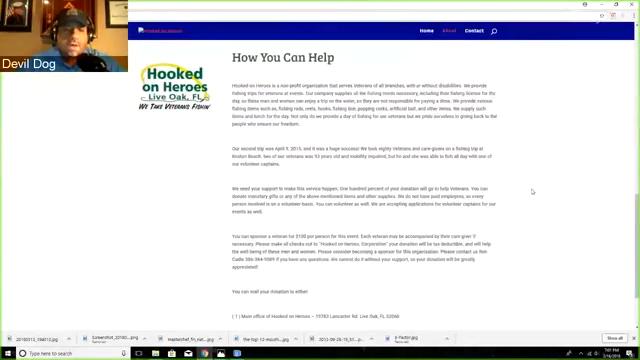 Home About Contact
Devil Dog
How You Can Help
Hooked
on Heroes
LIVE OAK, FL
WE TAKE VETERANS FISHIN'
Hooked on Heroes is a non-profit organization that serves Veterans of all branches, with or without disabilities. We provide
fishing trips for veterans at events. Our company supplies all the fishing needs necessary, including their fishing license for the
day, so these men and women can enjoy a trip on the water, so they are not responsible for paying a dime. We provide various
fishing items such as, fishing rods, reels, hooks, fishing line, popping corks, artificial bait, and other items. We supply such
items and lunch for the day. Not only do we provide a day of fishing for our veterans but we pride ourselves in giving back to the
people who ensure our freedom.
Our second trip was April 9, 2015, and it was a huge success! We took eighty Veterans and care-givers on a fishing trip at
Boston Beach. Two of our veterans was 93 years old and visibility impaired, but he and she was able to fish all day with one of
our volunteer captains.
We need your support to make this service happen. One hundred percent of your donation will go to help Veterans. You can
donate monetary gifts or any of the above mentioned items and other supplies. We do not have paid employees, so every
person involved is on a volunteer basis. You can volunteer as well. We are accepting applications for volunteer captains for our
events as well.
You can sponsor a veteran for $100 per person for this event. Each veteran may be accompanied by their care giver if
necessary. Please make all checks out to "Hooked on Heroes, Corporation" your donation will be tax deductible, and will help
the well being of these men and women. Please consider becoming a sponsor for this organization. Please contact us Ron
Cadle 386-364-9089 if you have any questions. We cannot do it without your support, so your donation will be greatly
appreciated!
You can mail your donation to either:
( 1 ) Main office of Hooked on Heroes – 19783 Lancaster Rd. Live Oak, FL 32060
Show all
7:01 PM